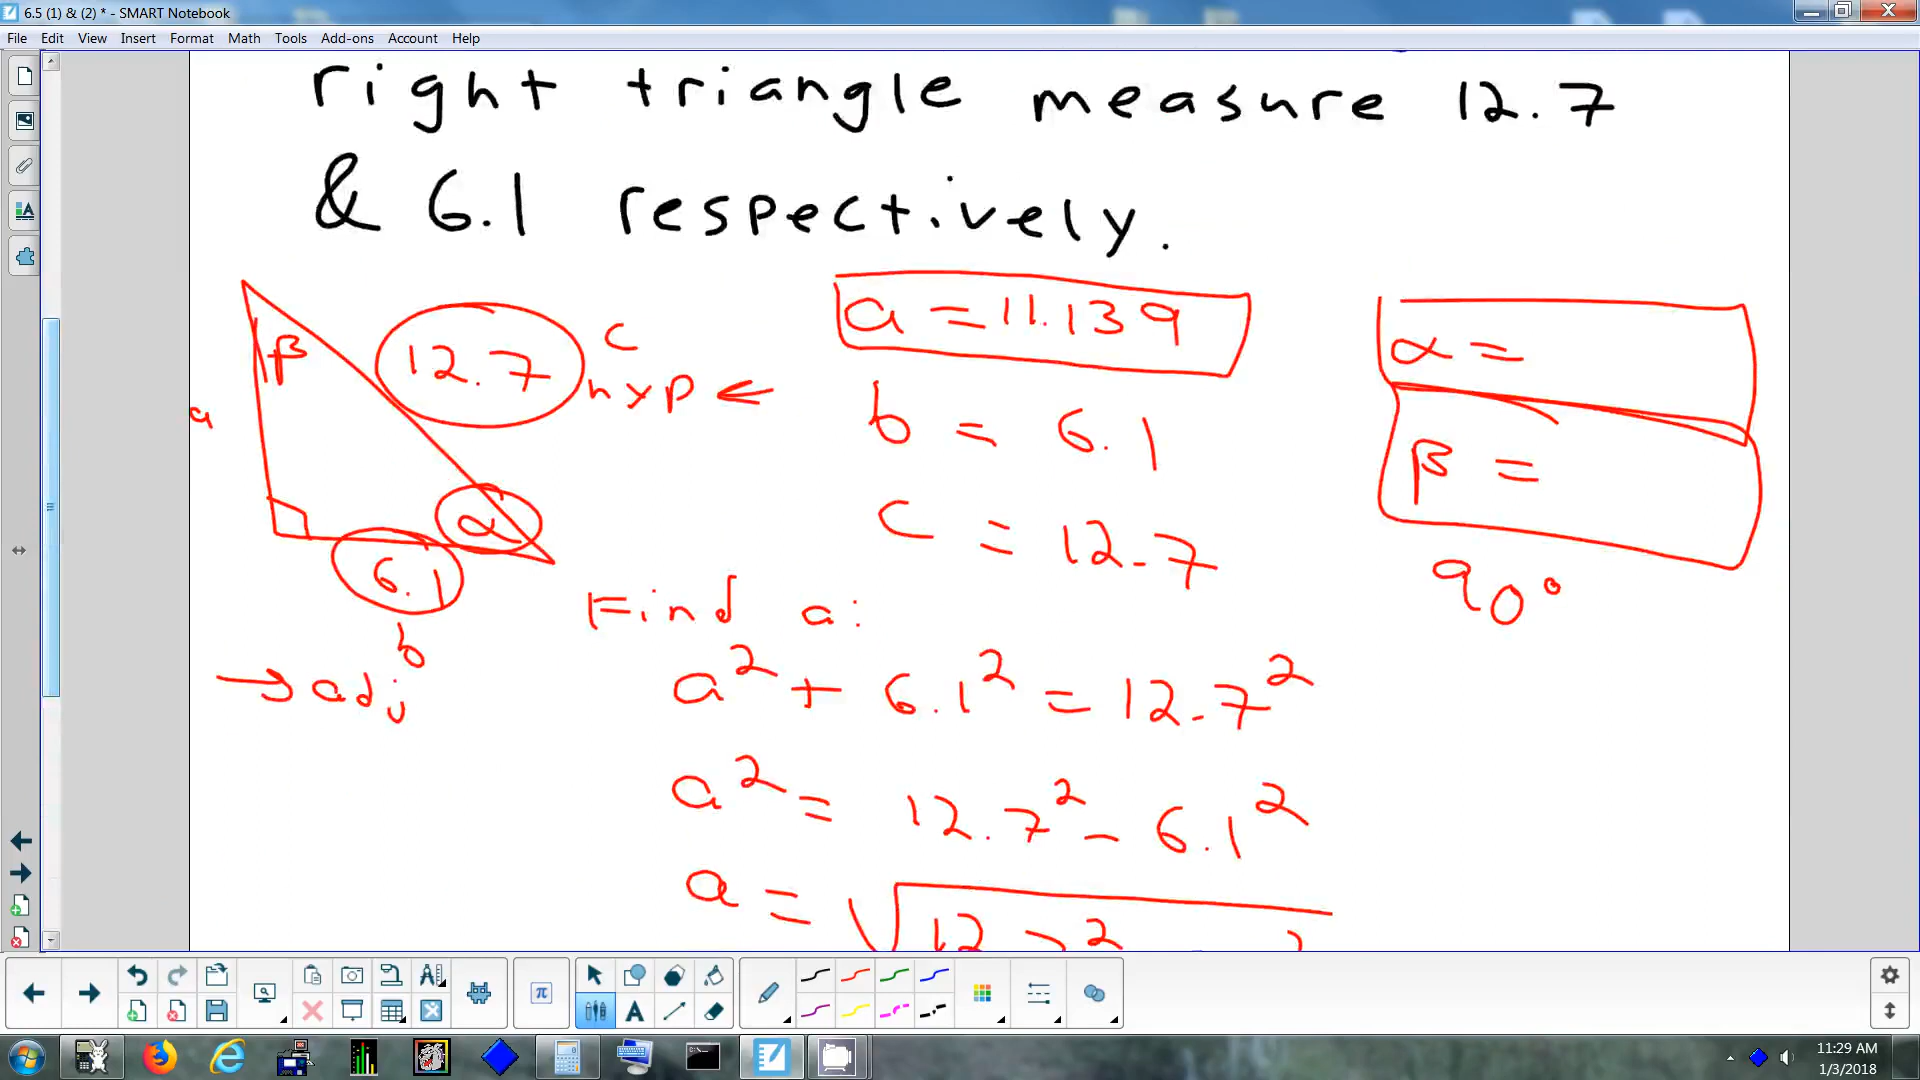 6.5 (1) & (2) * - SMART Notebook
File Edit View Insert Format Math Tools Add-ons Account Help
right triangle measure 12.7
& 6.1 respectively.
β
12.7
c
hyp ←
a
α
6.1
b
→ adj
a = 11.139
b = 6.1
c = 12.7
α =
β =
90°
Find a:
a² + 6.1² = 12.7²
a² = 12.7² - 6.1²
a = √12
π
A
11:29 AM
1/3/2018